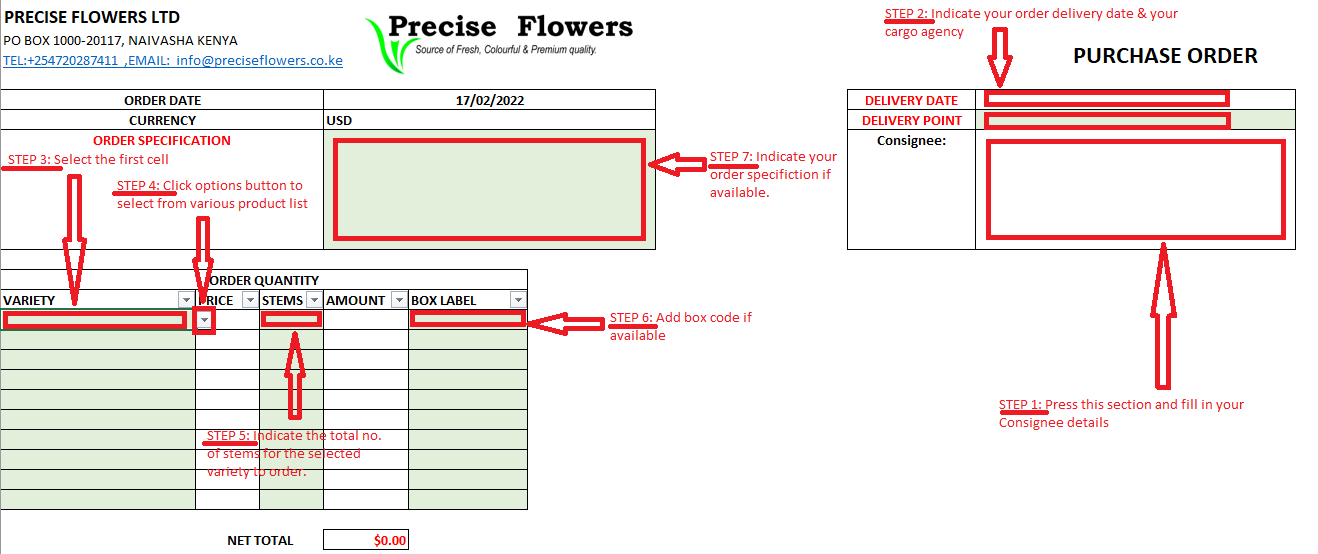 PRECISE FLOWERS LTD
PO BOX 1000-20117, NAIVASHA KENYA
TEL:+254720287411 ,EMAIL: info@preciseflowers.co.ke
Precise Flowers
Source of Fresh, Colourful & Premium quality.
STEP 2: Indicate your order delivery date & your
cargo agency
PURCHASE ORDER
ORDER DATE 17/02/2022
CURRENCY USD
ORDER SPECIFICATION
DELIVERY DATE
DELIVERY POINT
Consignee:
STEP 3: Select the first cell
STEP 4: Click options button to
select from various product list
STEP 7: Indicate your
order specifiction if
available.
ORDER QUANTITY
VARIETY PRICE STEMS AMOUNT BOX LABEL
STEP 6: Add box code if
available
STEP 1: Press this section and fill in your
Consignee details
STEP 5: Indicate the total no.
of stems for the selected
variety to order.
NET TOTAL $0.00